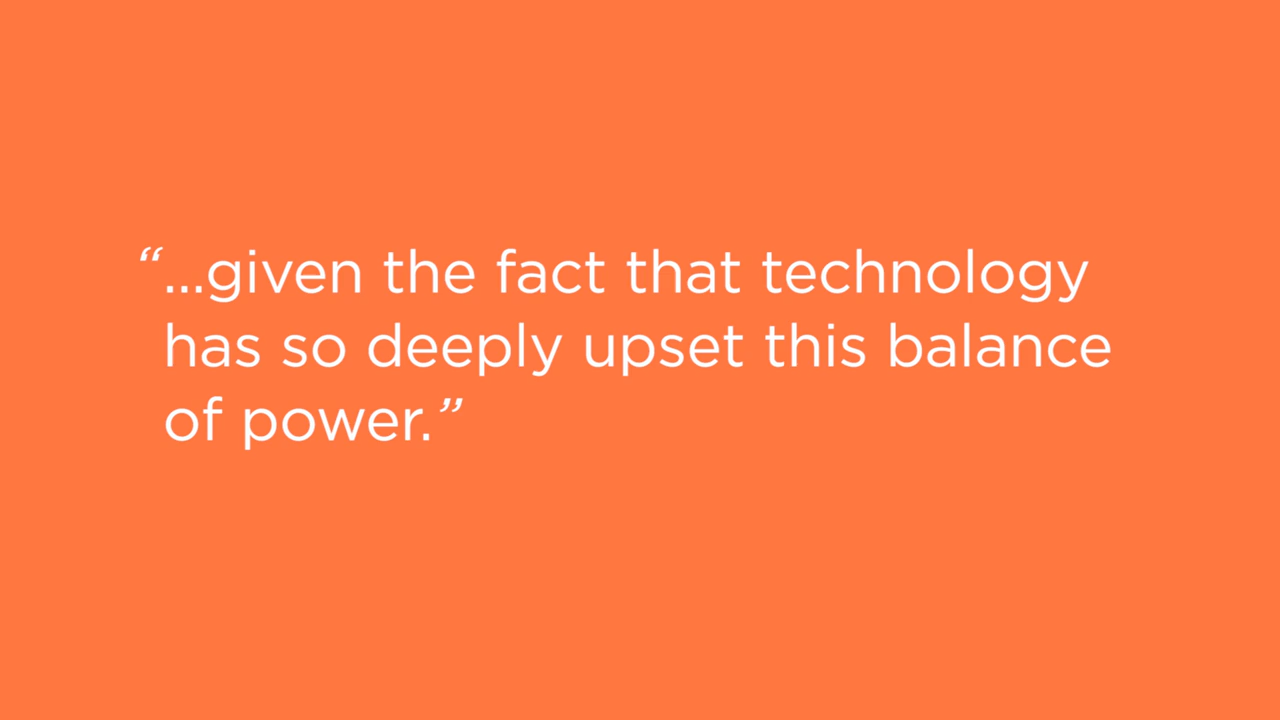 “...given the fact that technology
has so deeply upset this balance
of power.”